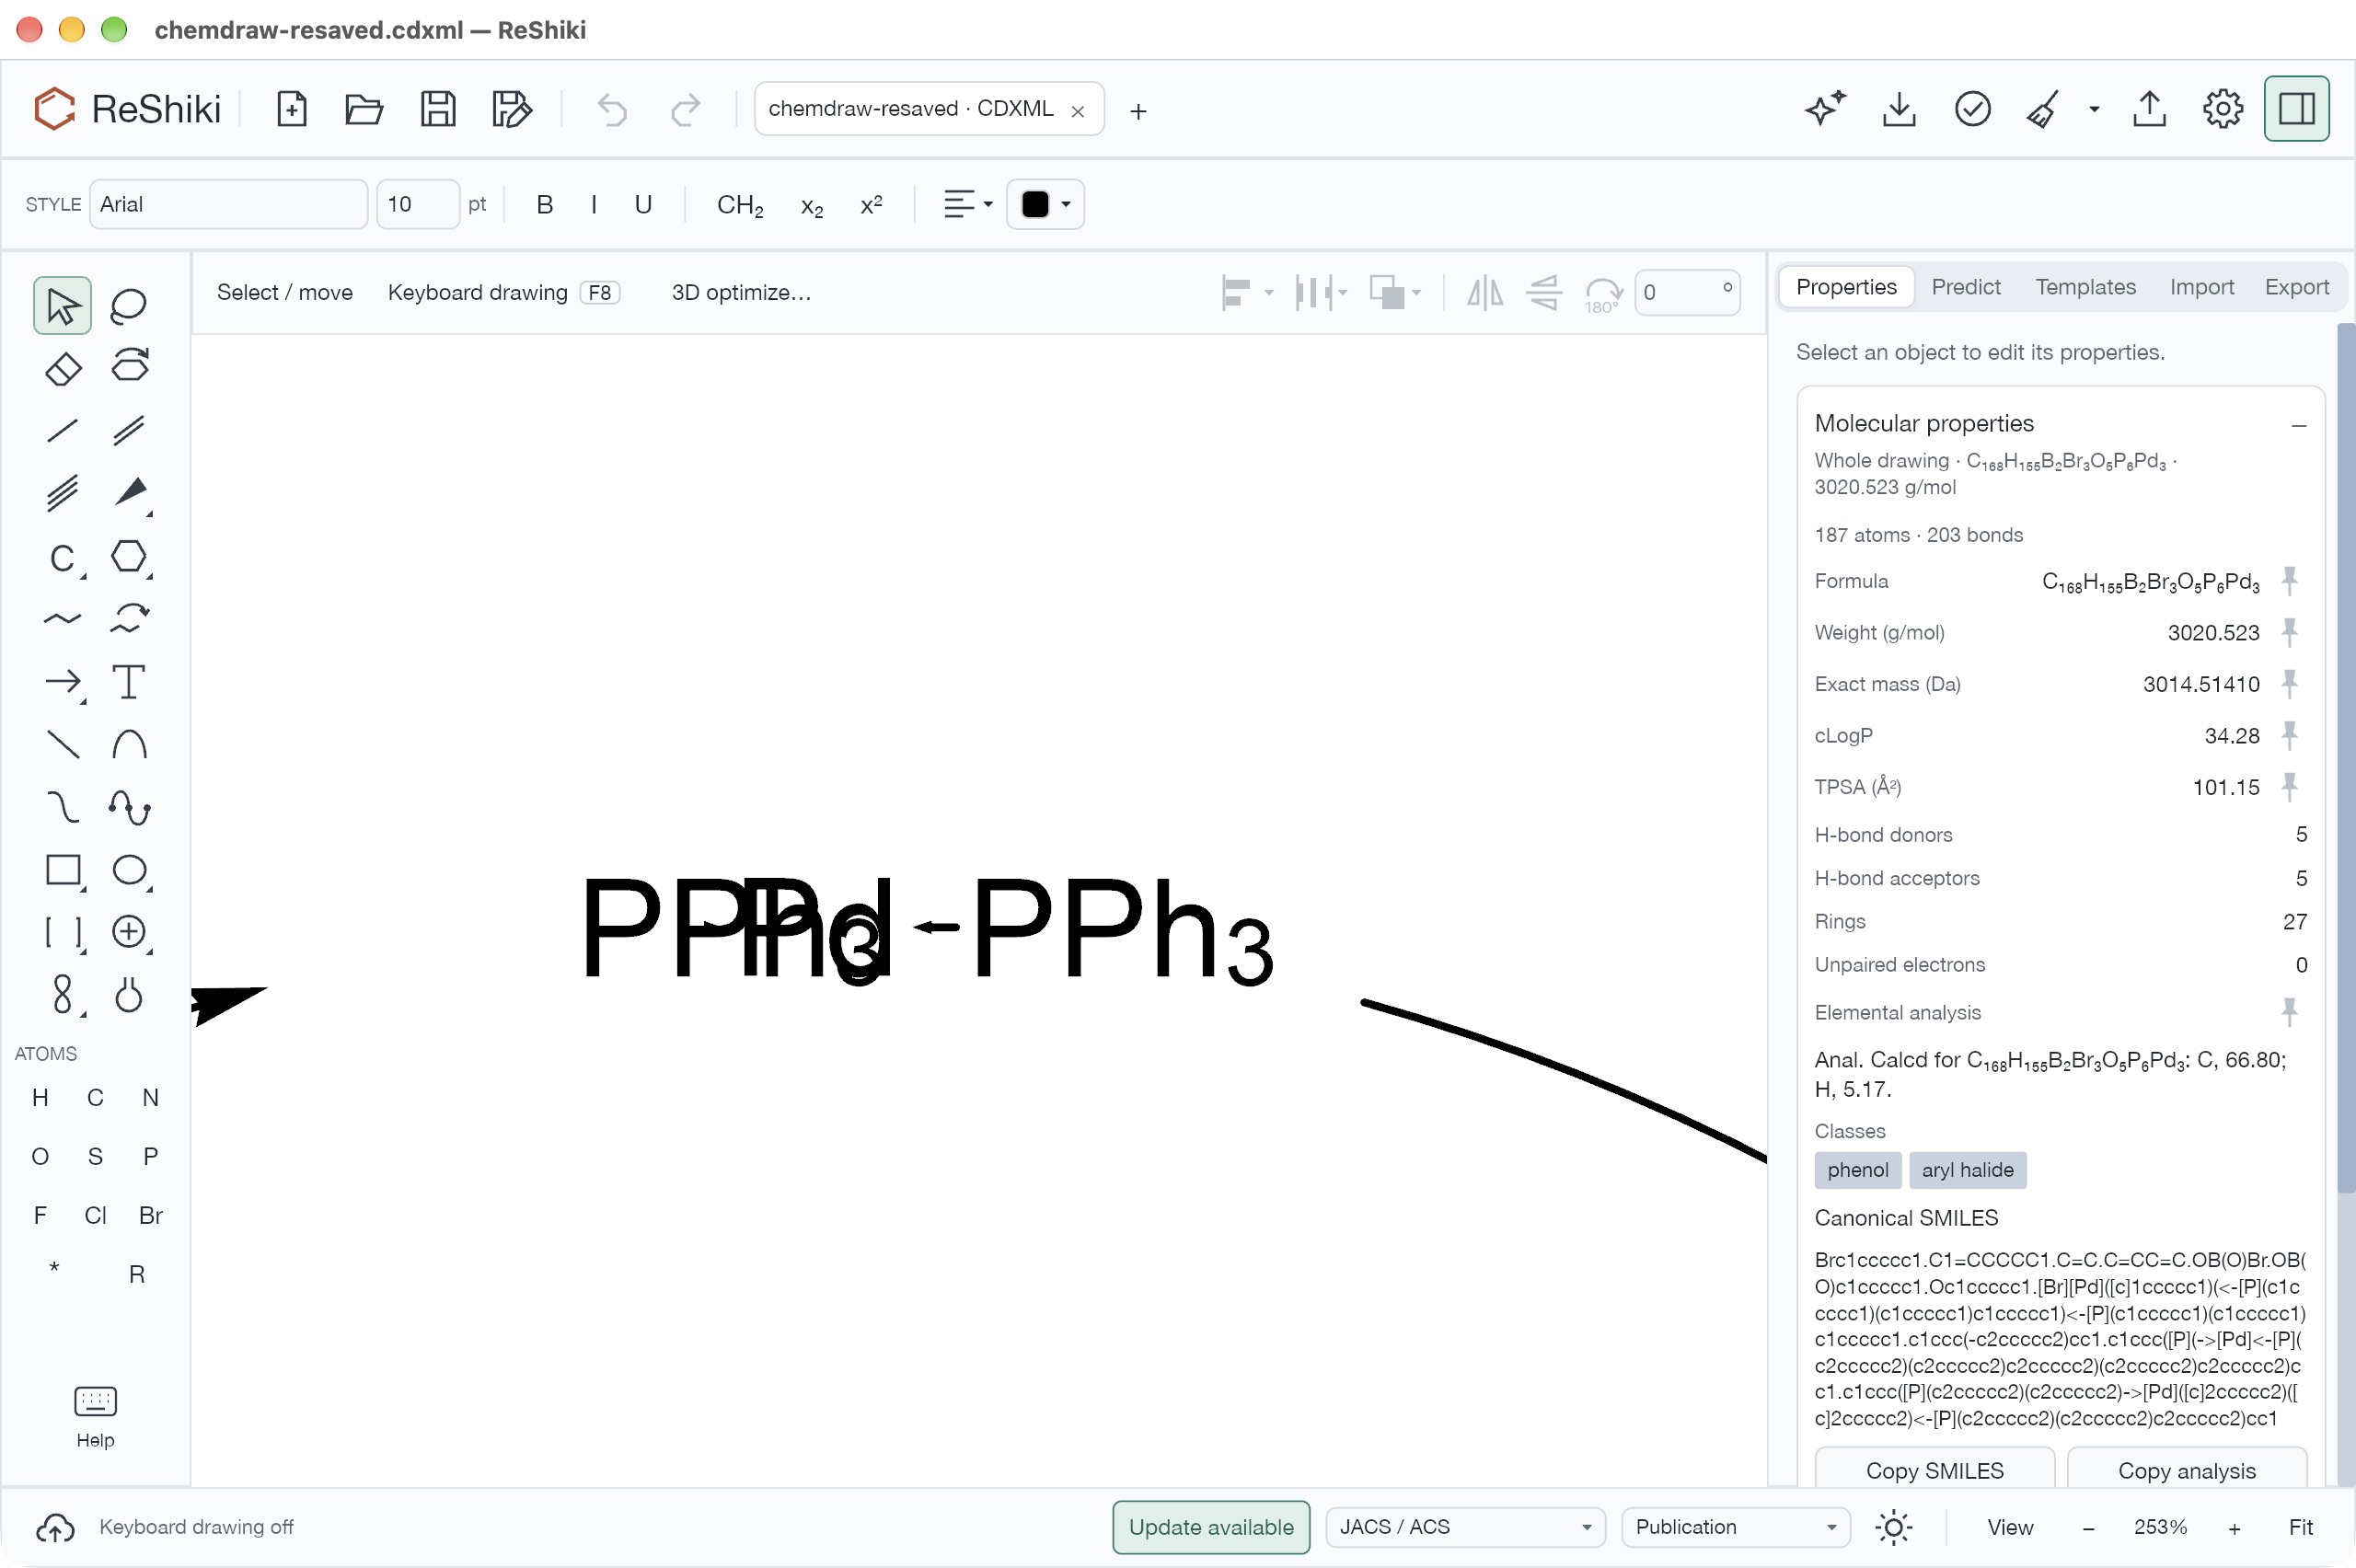 chemdraw-resaved.cdxml — ReShiki
ReShiki
chemdraw-resaved · CDXML × +
STYLE Arial 10 pt B I U CH₂ x₂ x²
Select / move Keyboard drawing F8 3D optimize... 180° 0 °
Properties Predict Templates Import Export
Select an object to edit its properties.
Molecular properties –
Whole drawing · C₁₆₈H₁₅₅B₂Br₃O₅P₆Pd₃ ·
3020.523 g/mol
187 atoms · 203 bonds
Formula C₁₆₈H₁₅₅B₂Br₃O₅P₆Pd₃
Weight (g/mol) 3020.523
Exact mass (Da) 3014.51410
cLogP 34.28
TPSA (Å²) 101.15
H-bond donors 5
H-bond acceptors 5
Rings 27
Unpaired electrons 0
Elemental analysis
Anal. Calcd for C₁₆₈H₁₅₅B₂Br₃O₅P₆Pd₃: C, 66.80;
H, 5.17.
Classes
phenol aryl halide
Canonical SMILES
Brc1ccccc1.C1=CCCCC1.C=C.C=CC=C.OB(O)Br.OB(
O)c1ccccc1.Oc1ccccc1.[Br][Pd]([c]1ccccc1)(<-[P](c1c
cccc1)(c1ccccc1)c1ccccc1)<-[P](c1ccccc1)(c1ccccc1)
c1ccccc1.c1ccc(-c2ccccc2)cc1.c1ccc([P](->[Pd]<-[P](
c2ccccc2)(c2ccccc2)c2ccccc2)(c2ccccc2)c2ccccc2)c
c1.c1ccc([P](c2ccccc2)(c2ccccc2)->[Pd]([c]2ccccc2)([
c]2ccccc2)<-[P](c2ccccc2)(c2ccccc2)c2ccccc2)cc1
Copy SMILES Copy analysis
C
T
ATOMS
H C N
O S P
F Cl Br
* R
Help
PPh₃ Pd PPh₃
Keyboard drawing off Update available JACS / ACS Publication View – 253% + Fit